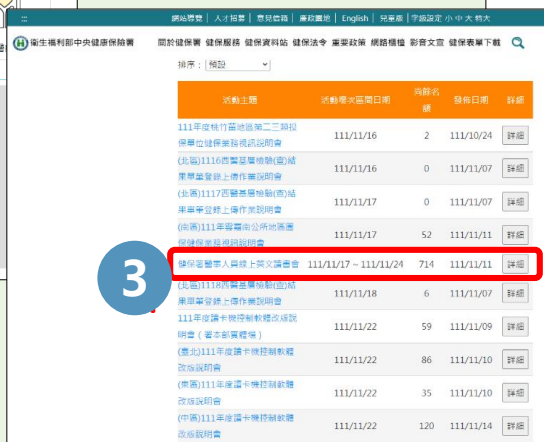 :::
網站導覽 | 人才招募 | 意見信箱 | 廉政園地 | English | 兒童版 | 字級設定 小 中 大 特大
衛生福利部中央健康保險署
關於健保署 健保服務 健保資料站 健保法令 重要政策 網路櫃檯 影音文宣 健保表單下載
排序： 預設
活動主題 活動場次區間日期 尚餘名額 發佈日期 詳細
111年度桃竹苗地區第二三類投
保單位健保業務視訊說明會 111/11/16 2 111/10/24 詳細
(北區)1116西醫基層檢驗(查)結
果單筆登錄上傳作業說明會 111/11/16 0 111/11/07 詳細
(北區)1117西醫基層檢驗(查)結
果單筆登錄上傳作業說明會 111/11/17 0 111/11/07 詳細
(南區)111年雲嘉南公所地區團
保健保業務視訊說明會 111/11/17 52 111/11/11 詳細
3
健保署醫事人員線上英文讀書會 111/11/17 ~ 111/11/24 714 111/11/11 詳細
(北區)1118西醫基層檢驗(查)結
果單筆登錄上傳作業說明會 111/11/18 6 111/11/07 詳細
111年度讀卡機控制軟體改版說
明會（署本部實體場） 111/11/22 59 111/11/09 詳細
(臺北)111年度讀卡機控制軟體
改版說明會 111/11/22 86 111/11/10 詳細
(東區)111年度讀卡機控制軟體
改版說明會 111/11/22 35 111/11/10 詳細
(中區)111年度讀卡機控制軟體
改版說明會 111/11/22 120 111/11/14 詳細